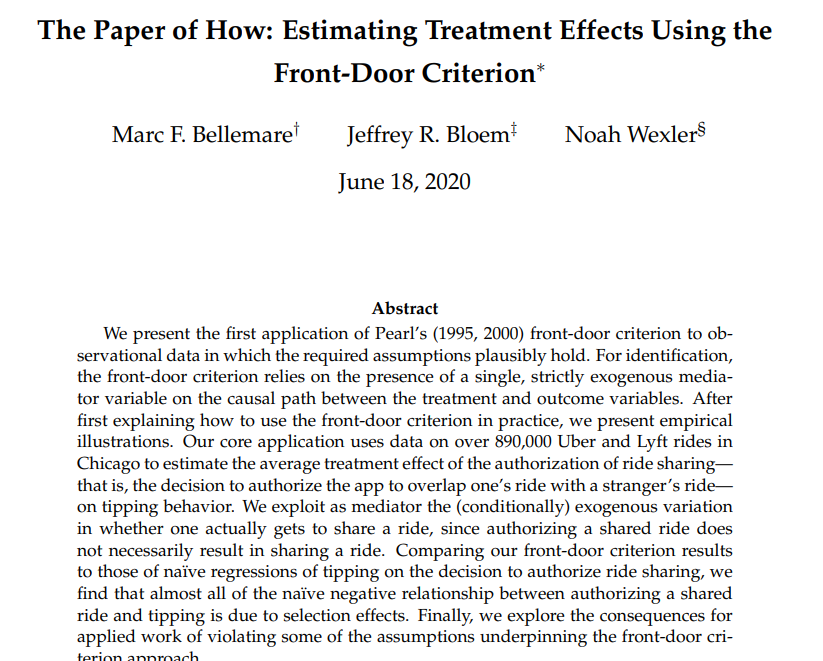 The Paper of How: Estimating Treatment Effects Using the
Front-Door Criterion*
Marc F. Bellemare† Jeffrey R. Bloem‡ Noah Wexler§
June 18, 2020
Abstract
We present the first application of Pearl's (1995, 2000) front-door criterion to ob-
servational data in which the required assumptions plausibly hold. For identification,
the front-door criterion relies on the presence of a single, strictly exogenous media-
tor variable on the causal path between the treatment and outcome variables. After
first explaining how to use the front-door criterion in practice, we present empirical
illustrations. Our core application uses data on over 890,000 Uber and Lyft rides in
Chicago to estimate the average treatment effect of the authorization of ride sharing—
that is, the decision to authorize the app to overlap one's ride with a stranger's ride—
on tipping behavior. We exploit as mediator the (conditionally) exogenous variation
in whether one actually gets to share a ride, since authorizing a shared ride does
not necessarily result in sharing a ride. Comparing our front-door criterion results
to those of naïve regressions of tipping on the decision to authorize ride sharing, we
find that almost all of the naïve negative relationship between authorizing a shared
ride and tipping is due to selection effects. Finally, we explore the consequences for
applied work of violating some of the assumptions underpinning the front-door cri-
terion approach.